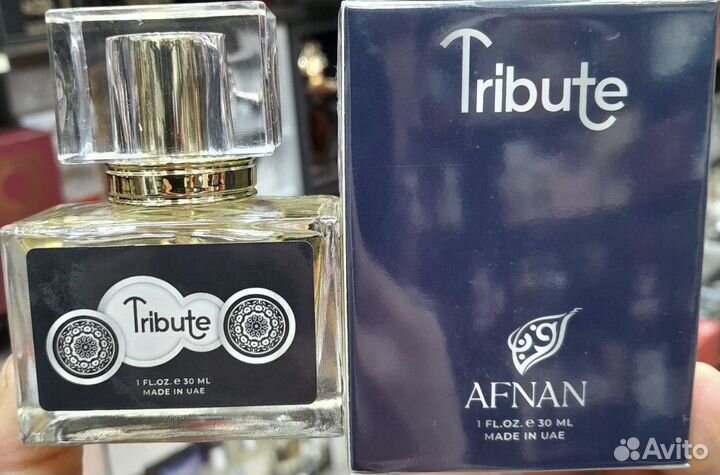 Tribute
1 FL.OZ. e 30 ML
MADE IN UAE
Tribute
AFNAN
1 FL.OZ. e 30 ML
MADE IN UAE
Avito